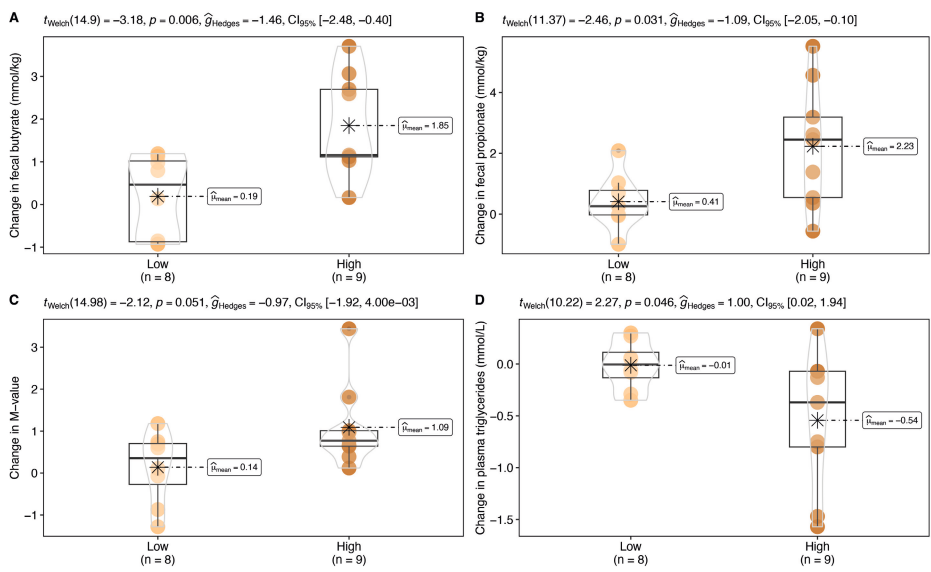 A
t_Welch(14.9) = −3.18, p = 0.006, ĝ_Hedges = −1.46, CI_95% [−2.48, −0.40]
Change in fecal butyrate (mmol/kg)
3
2
1
0
−1
μ̂_mean = 0.19
μ̂_mean = 1.85
Low
(n = 8)
High
(n = 9)
B
t_Welch(11.37) = −2.46, p = 0.031, ĝ_Hedges = −1.09, CI_95% [−2.05, −0.10]
Change in fecal propionate (mmol/kg)
4
2
0
μ̂_mean = 0.41
μ̂_mean = 2.23
Low
(n = 8)
High
(n = 9)
C
t_Welch(14.98) = −2.12, p = 0.051, ĝ_Hedges = −0.97, CI_95% [−1.92, 4.00e−03]
Change in M−value
3
2
1
0
−1
μ̂_mean = 0.14
μ̂_mean = 1.09
Low
(n = 8)
High
(n = 9)
D
t_Welch(10.22) = 2.27, p = 0.046, ĝ_Hedges = 1.00, CI_95% [0.02, 1.94]
Change in plasma triglycerides (mmol/L)
0.0
−0.5
−1.0
−1.5
μ̂_mean = −0.01
μ̂_mean = −0.54
Low
(n = 8)
High
(n = 9)